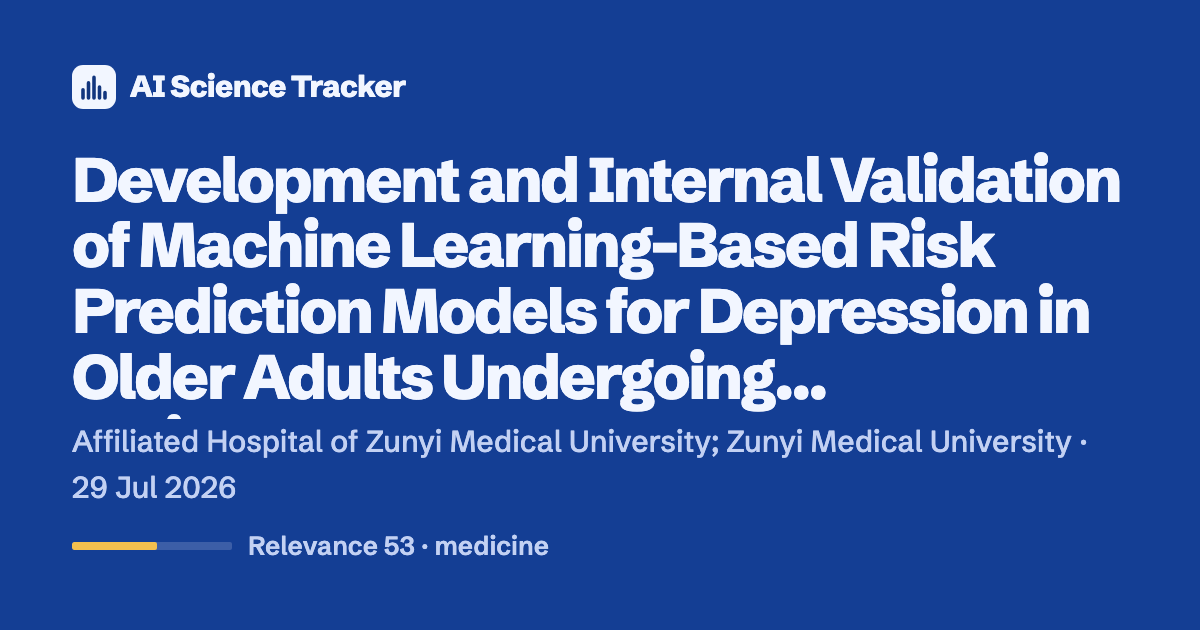 AI Science Tracker
Development and Internal Validation
of Machine Learning-Based Risk
Prediction Models for Depression in
Older Adults Undergoing...
Affiliated Hospital of Zunyi Medical University; Zunyi Medical University ·
29 Jul 2026
Relevance 53 · medicine